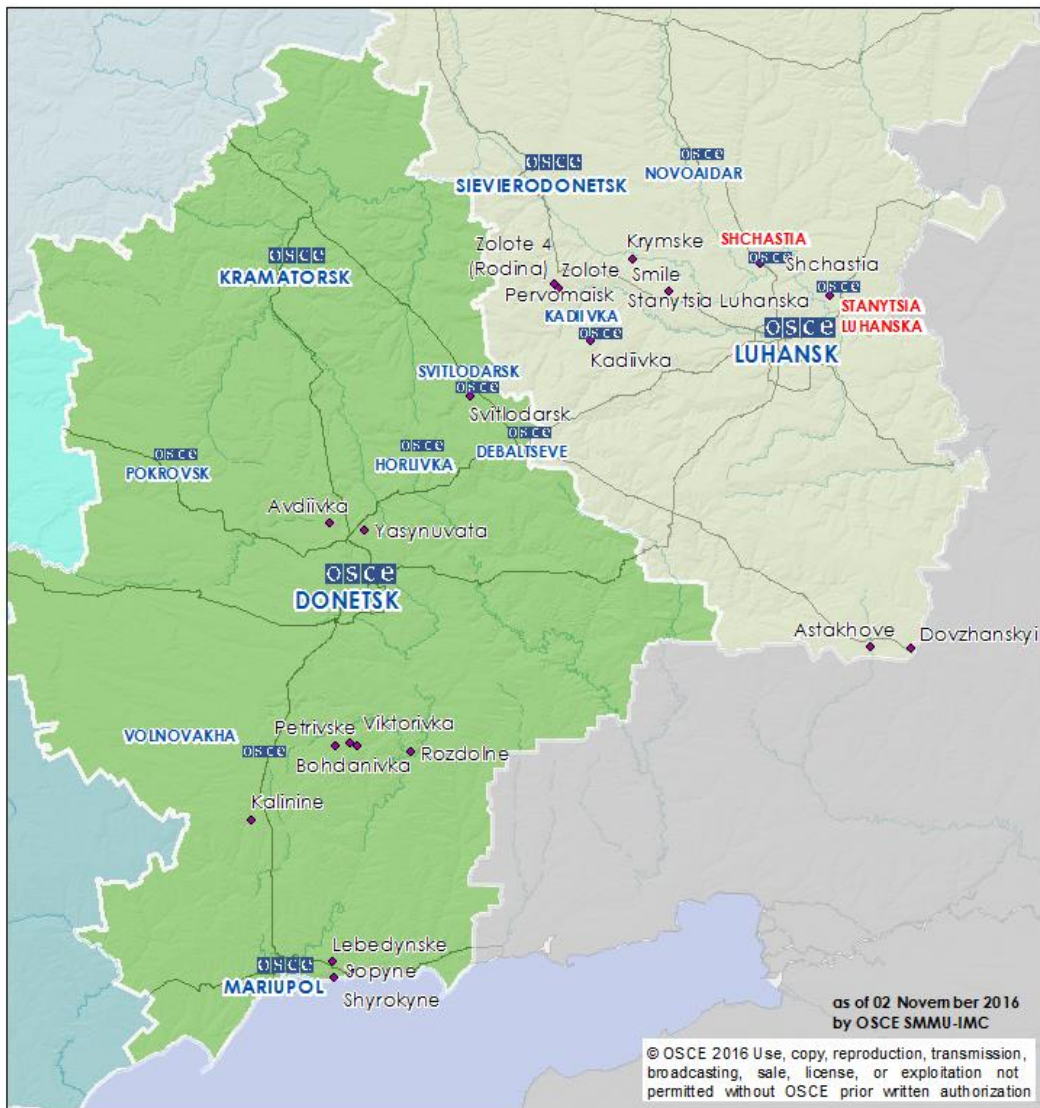 osce
SIEVIERODONETSK
osce
NOVOAIDAR
osce
KRAMATORSK
Zolote 4
(Rodina)
Zolote
Pervomaisk
Krymske
Smile
SHCHASTIA
osce
Shchastia
Stanytsia Luhanska
osce
STANYTSIA
LUHANSKA
KADIIVKA
osce
Kadiivka
osce
LUHANSK
SVITLODARSK
osce
Svitlodarsk
osce
DEBALTSEVE
osce
HORLIVKA
osce
POKROVSK
Avdiivka
Yasynuvata
osce
DONETSK
Astakhove
Dovzhanskyi
VOLNOVAKHA
osce
Petrivske
Viktorivka
Bohdanivka
Rozdolne
Kalinine
Lebedynske
osce
MARIUPOL
Sopyne
Shyrokyne
as of 02 November 2016
by OSCE SMMU-IMC
© OSCE 2016 Use, copy, reproduction, transmission,
broadcasting, sale, license, or exploitation not
permitted without OSCE prior written authorization